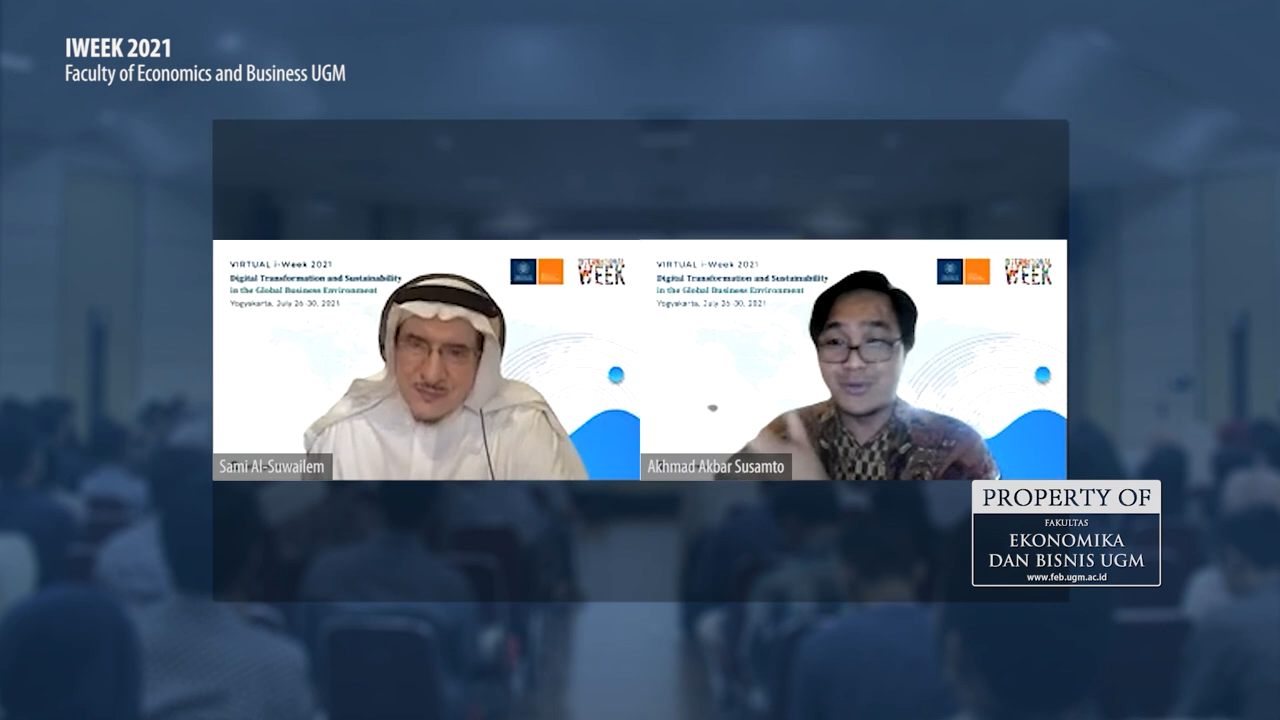 IWEEK 2021
Faculty of Economics and Business UGM
VIRTUAL i-Week 2021
Digital Transformation and Sustainability
in the Global Business Environment
Yogyakarta, July 26-30, 2021
INTERNATIONAL
WEEK
Sami Al-Suwailem
VIRTUAL i-Week 2021
Digital Transformation and Sustainability
in the Global Business Environment
Yogyakarta, July 26-30, 2021
INTERNATIONAL
WEEK
Akhmad Akbar Susamto
PROPERTY OF
FAKULTAS
EKONOMIKA
DAN BISNIS UGM
www.feb.ugm.ac.id